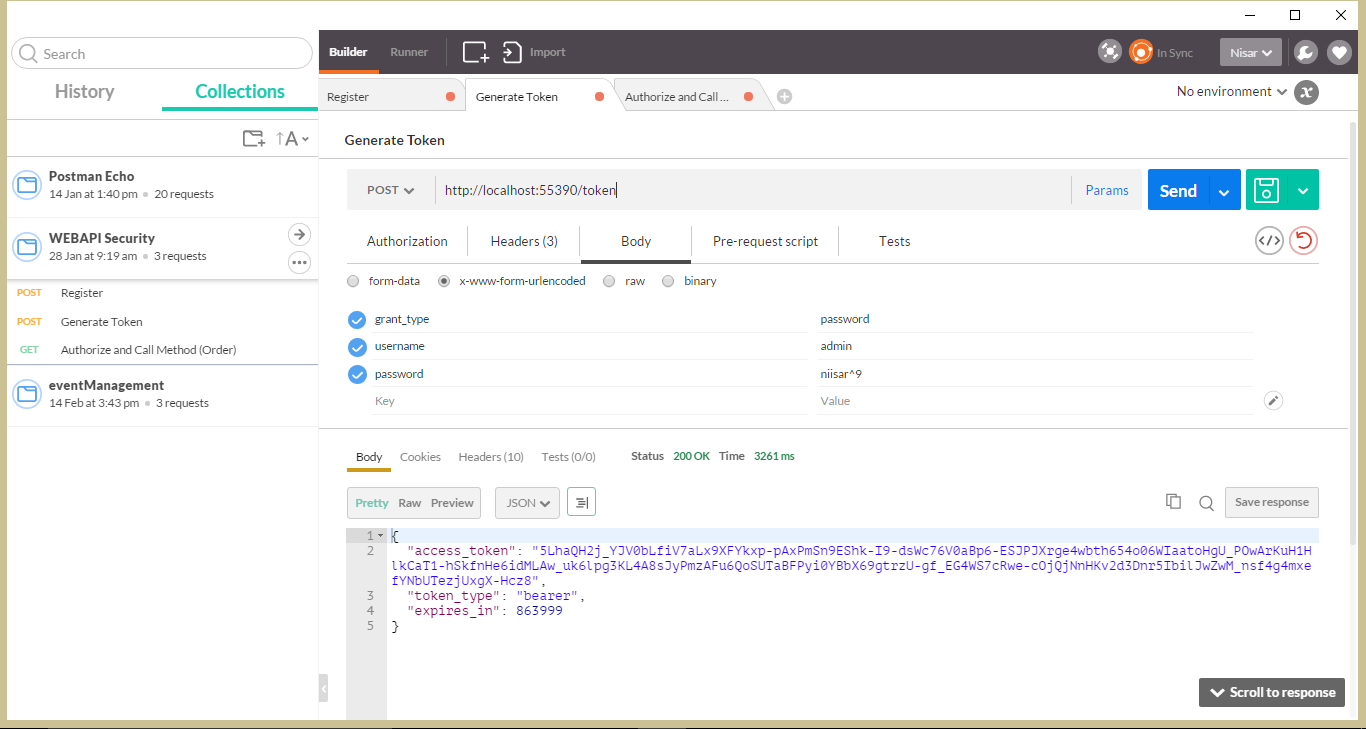 Search
History
Collections
↑A
Postman Echo
14 Jan at 1:40 pm • 20 requests
WEBAPI Security
28 Jan at 9:19 am • 3 requests
POST Register
POST Generate Token
GET Authorize and Call Method (Order)
eventManagement
14 Feb at 3:43 pm • 3 requests
Builder Runner Import In Sync Nisar
Register Generate Token Authorize and Call ... No environment
Generate Token
POST http://localhost:55390/token Params Send
Authorization Headers (3) Body Pre-request script Tests
form-data x-www-form-urlencoded raw binary
grant_type password
username admin
password niisar^9
Key Value
Body Cookies Headers (10) Tests (0/0) Status 200 OK Time 3261 ms
Pretty Raw Preview JSON Save response
1 {
2 "access_token": "5LhaQH2j_YJV0bLfiV7aLx9XFYkxp-pAxPmSn9EShk-I9-dsWc76V0aBp6-ESJPJXrge4wbth654o06WIaatoHgU_POwArKuH1H
lkCaT1-hSkfnHe6idMLAw_uk6lpg3KL4A8sJyPmzAFu6QoSUTaBFPyi0YBbX69gtrzU-gf_EG4WS7cRwe-cOjQjNnHKv2d3Dnr5IbilJwZwM_nsf4g4mxe
fYNbUTezjUxgX-Hcz8",
3 "token_type": "bearer",
4 "expires_in": 863999
5 }
Scroll to response